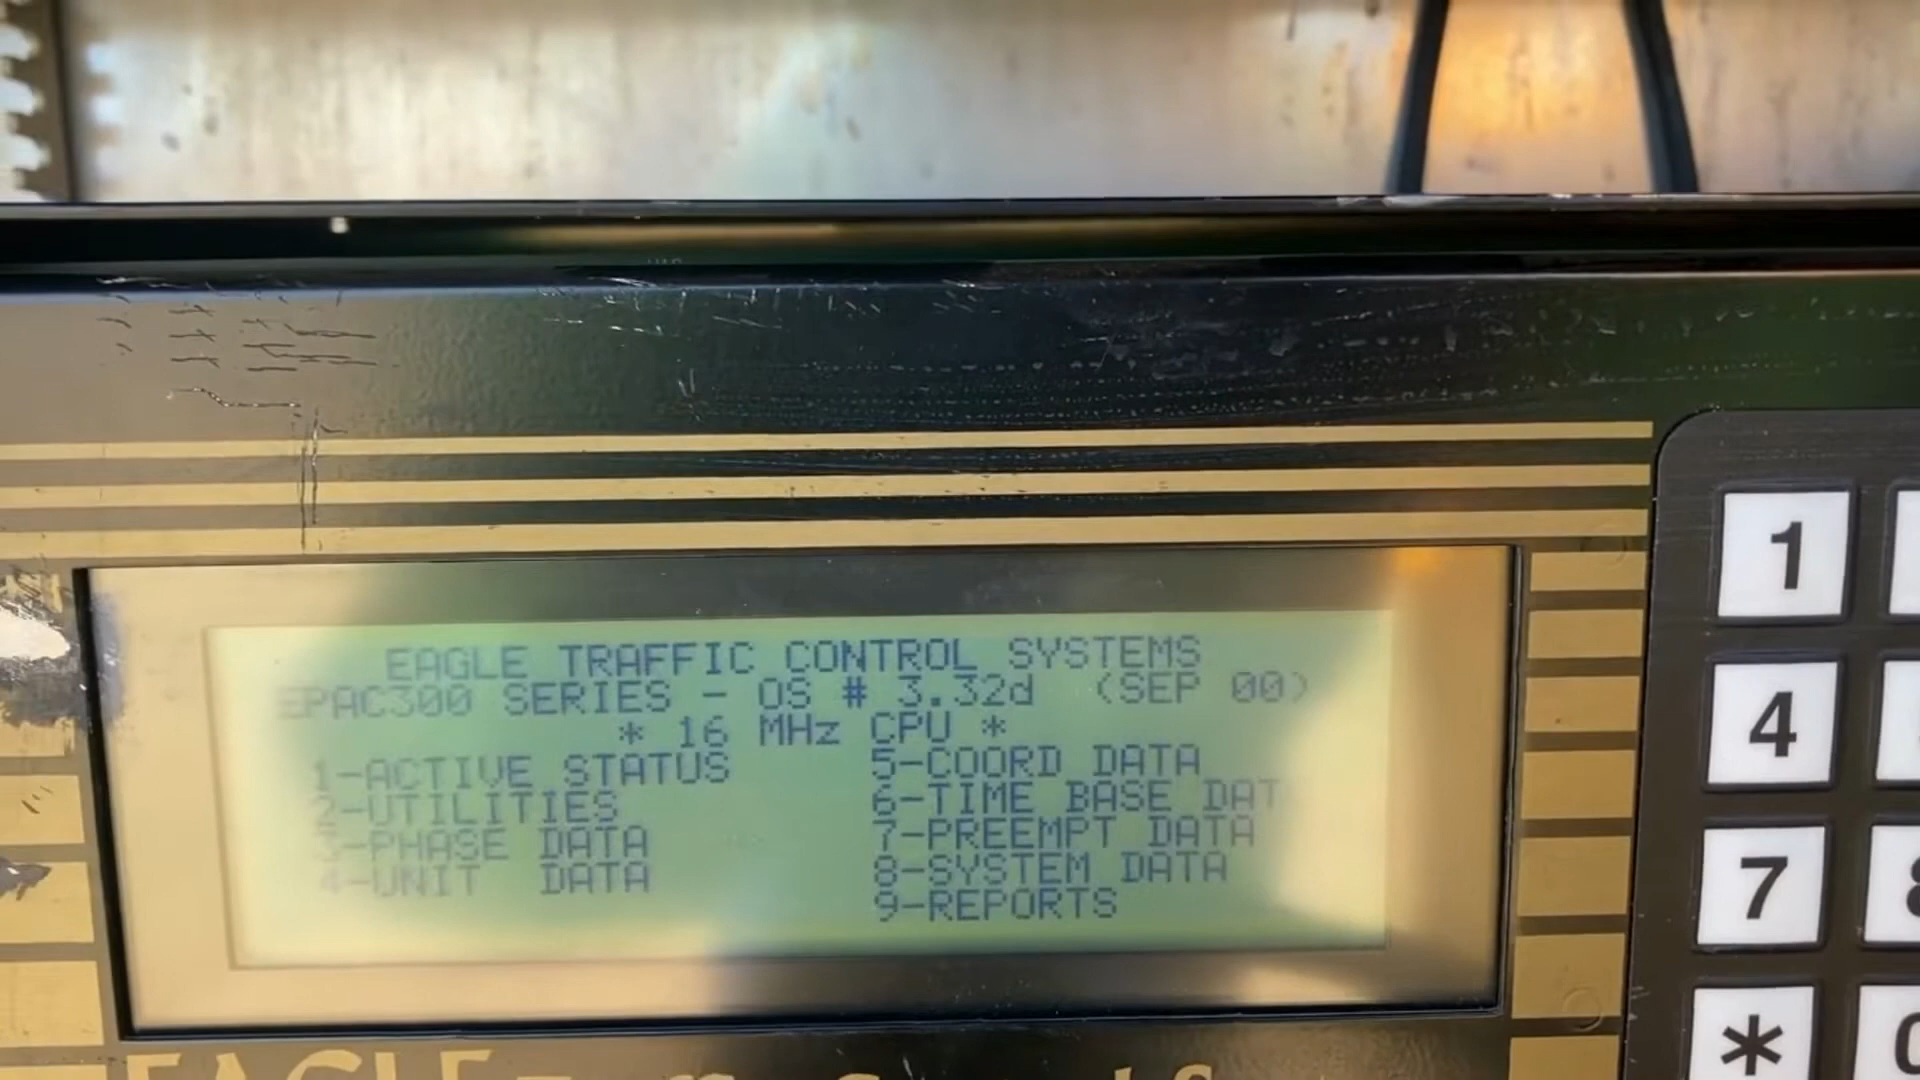 EAGLE TRAFFIC CONTROL SYSTEMS
EPAC300 SERIES - OS # 3.32d (SEP 00)
* 16 MHz CPU *
1-ACTIVE STATUS 5-COORD DATA
2-UTILITIES 6-TIME BASE DAT
3-PHASE DATA 7-PREEMPT DATA
4-UNIT DATA 8-SYSTEM DATA
9-REPORTS
1
4
7
*
EAGLE